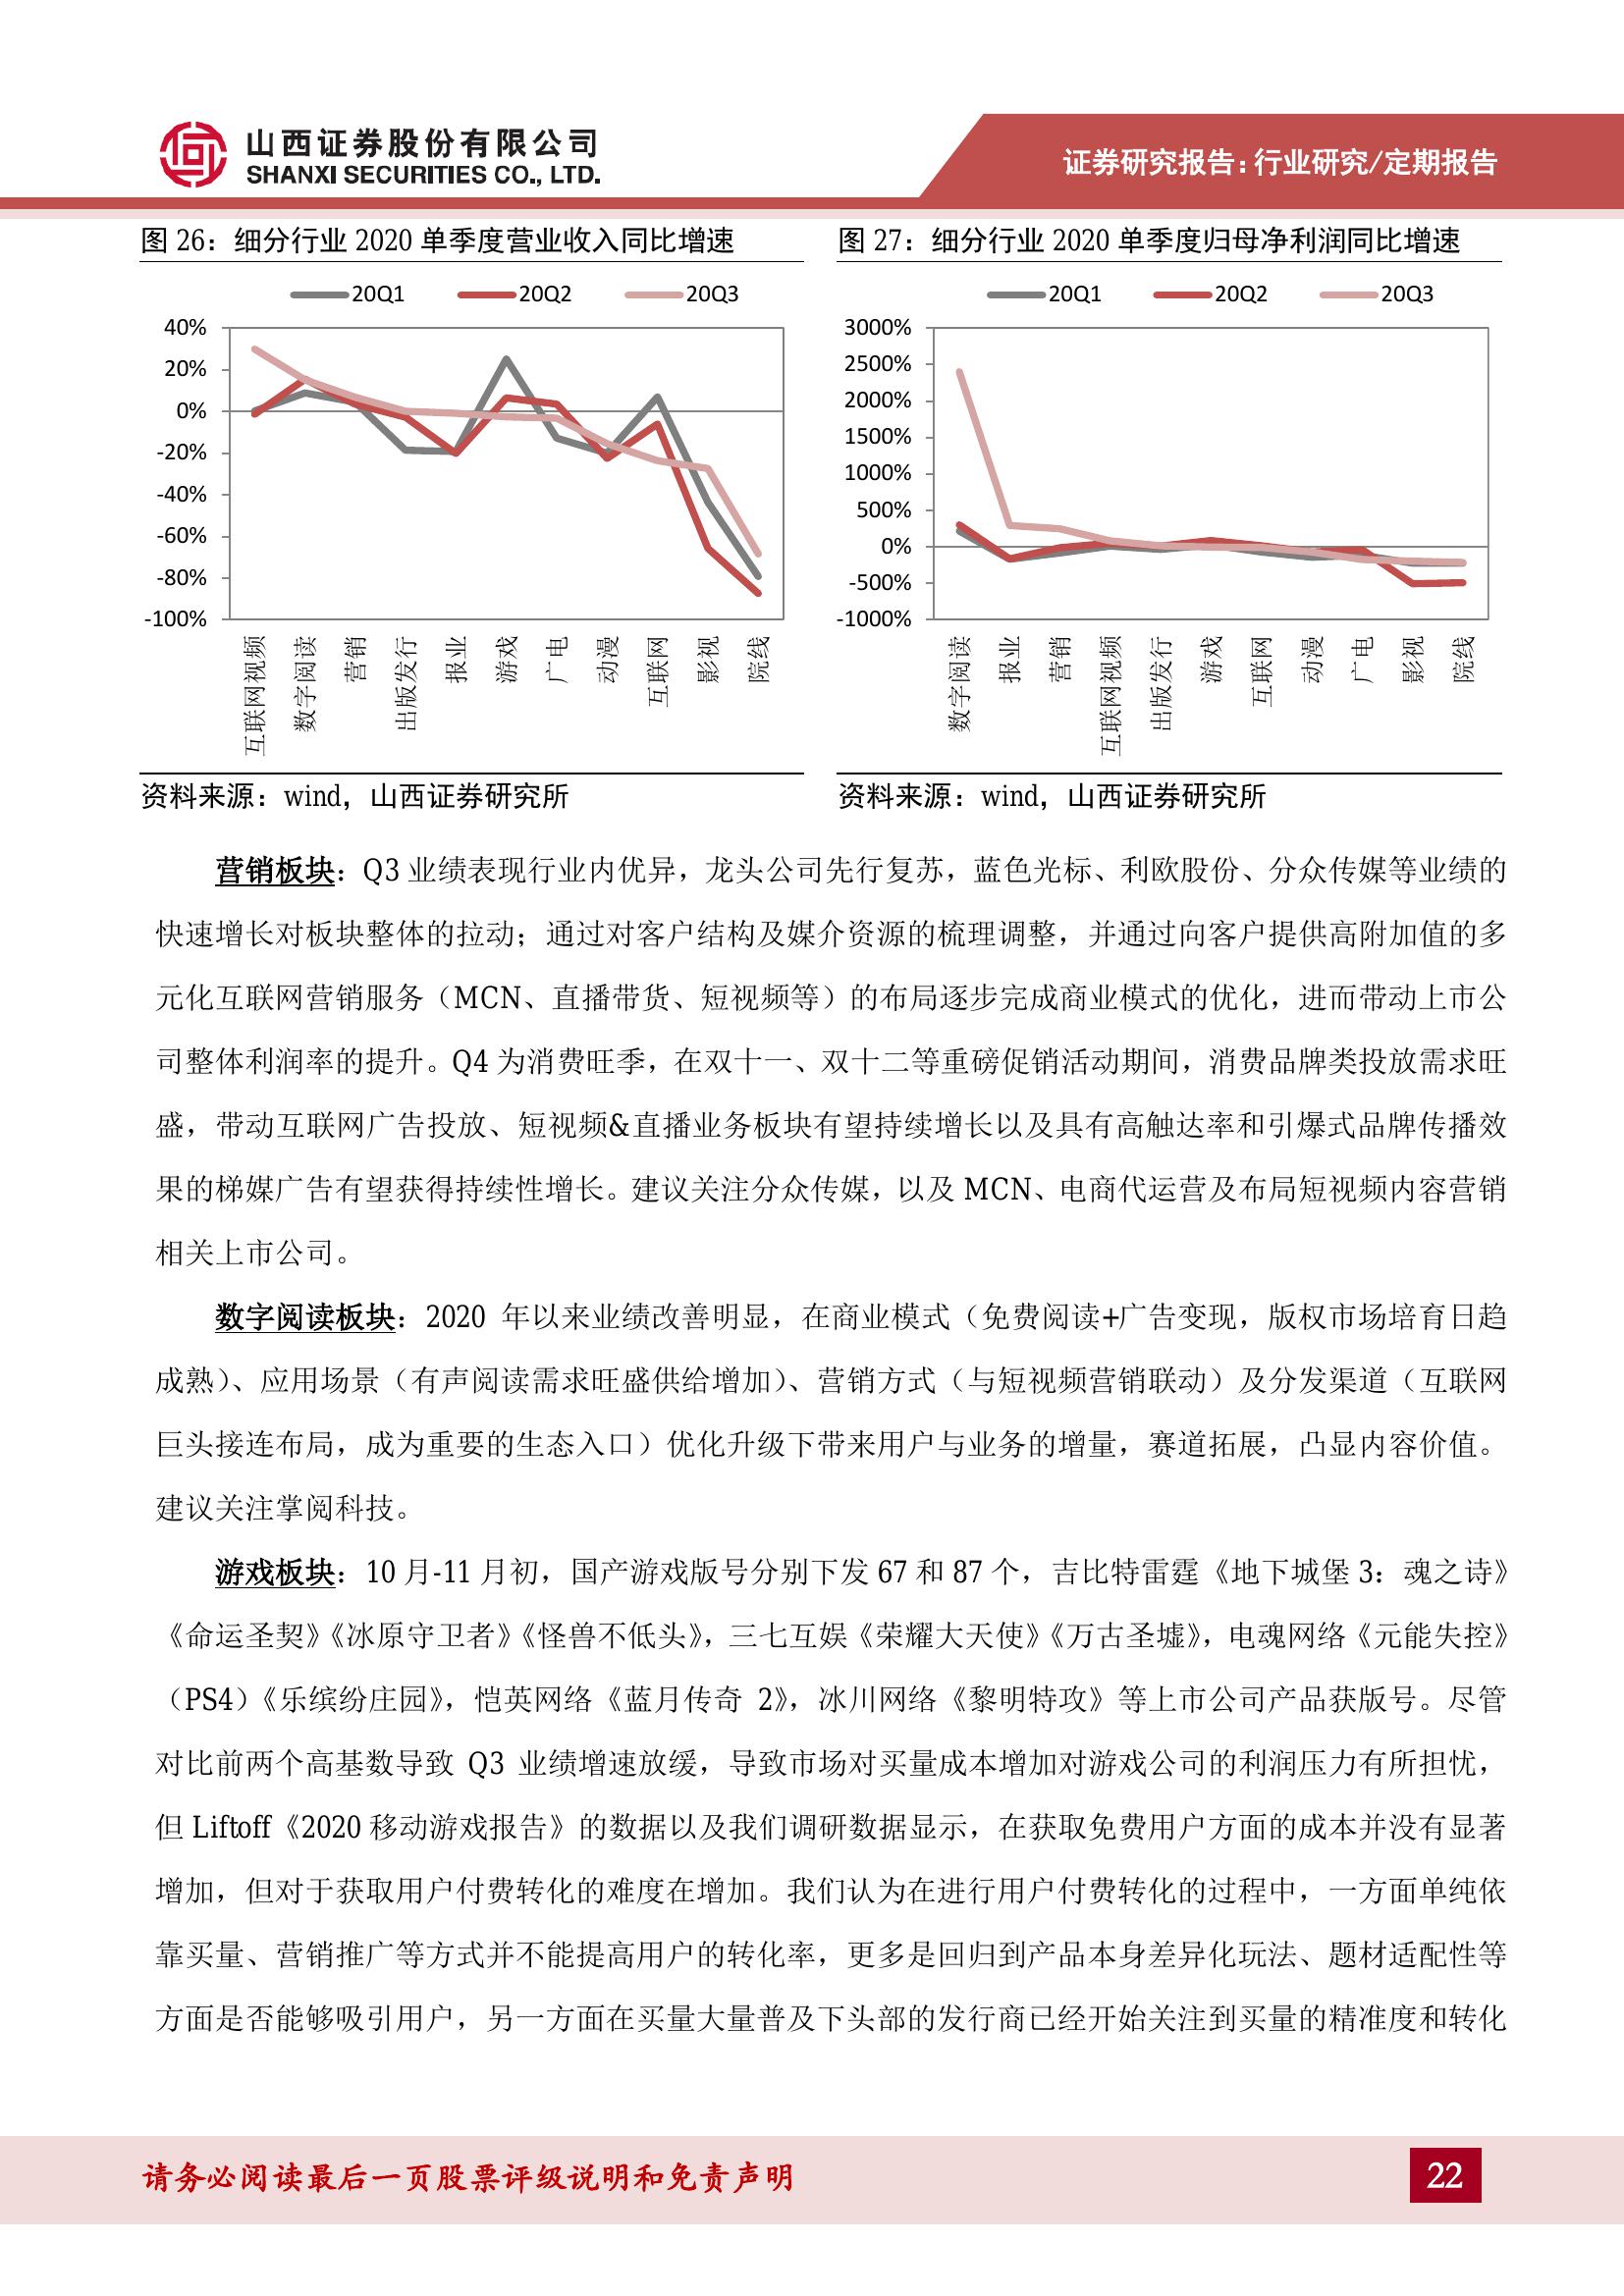 山西证券股份有限公司
SHANXI SECURITIES CO., LTD.
证券研究报告：行业研究/定期报告
图 26：细分行业 2020 单季度营业收入同比增速
20Q1 20Q2 20Q3
40%
20%
0%
-20%
-40%
-60%
-80%
-100%
互联网视频
数字阅读
营销
出版发行
报业
游戏
广电
动漫
互联网
影视
院线
资料来源：wind，山西证券研究所
图 27：细分行业 2020 单季度归母净利润同比增速
20Q1 20Q2 20Q3
3000%
2500%
2000%
1500%
1000%
500%
0%
-500%
-1000%
数字阅读
报业
营销
互联网视频
出版发行
游戏
互联网
动漫
广电
影视
院线
资料来源：wind，山西证券研究所
营销板块：Q3 业绩表现行业内优异，龙头公司先行复苏，蓝色光标、利欧股份、分众传媒等业绩的
快速增长对板块整体的拉动；通过对客户结构及媒介资源的梳理调整，并通过向客户提供高附加值的多
元化互联网营销服务（MCN、直播带货、短视频等）的布局逐步完成商业模式的优化，进而带动上市公
司整体利润率的提升。Q4 为消费旺季，在双十一、双十二等重磅促销活动期间，消费品牌类投放需求旺
盛，带动互联网广告投放、短视频&直播业务板块有望持续增长以及具有高触达率和引爆式品牌传播效
果的梯媒广告有望获得持续性增长。建议关注分众传媒，以及 MCN、电商代运营及布局短视频内容营销
相关上市公司。
数字阅读板块：2020 年以来业绩改善明显，在商业模式（免费阅读+广告变现，版权市场培育日趋
成熟）、应用场景（有声阅读需求旺盛供给增加）、营销方式（与短视频营销联动）及分发渠道（互联网
巨头接连布局，成为重要的生态入口）优化升级下带来用户与业务的增量，赛道拓展，凸显内容价值。
建议关注掌阅科技。
游戏板块：10 月-11 月初，国产游戏版号分别下发 67 和 87 个，吉比特雷霆《地下城堡 3：魂之诗》
《命运圣契》《冰原守卫者》《怪兽不低头》，三七互娱《荣耀大天使》《万古圣墟》，电魂网络《元能失控》
（PS4）《乐缤纷庄园》，恺英网络《蓝月传奇 2》，冰川网络《黎明特攻》等上市公司产品获版号。尽管
对比前两个高基数导致 Q3 业绩增速放缓，导致市场对买量成本增加对游戏公司的利润压力有所担忧，
但 Liftoff《2020 移动游戏报告》的数据以及我们调研数据显示，在获取免费用户方面的成本并没有显著
增加，但对于获取用户付费转化的难度在增加。我们认为在进行用户付费转化的过程中，一方面单纯依
靠买量、营销推广等方式并不能提高用户的转化率，更多是回归到产品本身差异化玩法、题材适配性等
方面是否能够吸引用户，另一方面在买量大量普及下头部的发行商已经开始关注到买量的精准度和转化
请务必阅读最后一页股票评级说明和免责声明
22